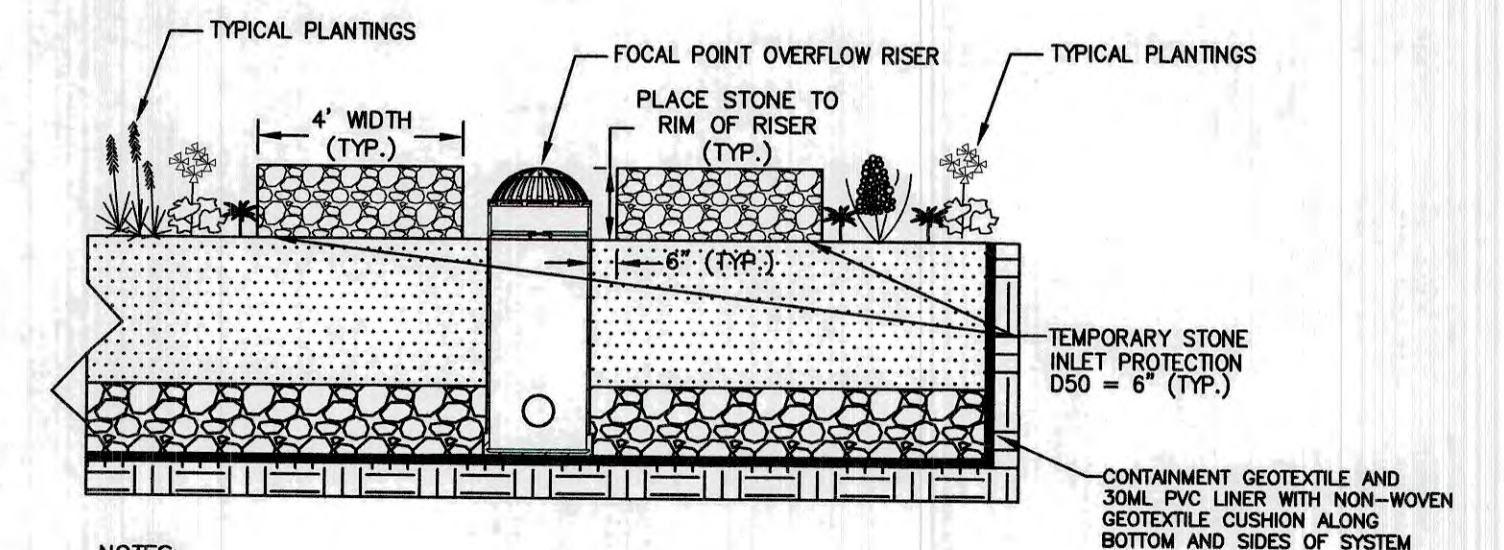 TYPICAL PLANTINGS
FOCAL POINT OVERFLOW RISER
TYPICAL PLANTINGS
4' WIDTH
(TYP.)
PLACE STONE TO
RIM OF RISER
(TYP.)
6" (TYP.)
TEMPORARY STONE
INLET PROTECTION
D50 = 6" (TYP.)
CONTAINMENT GEOTEXTILE AND
30ML PVC LINER WITH NON-WOVEN
GEOTEXTILE CUSHION ALONG
BOTTOM AND SIDES OF SYSTEM
NOTES